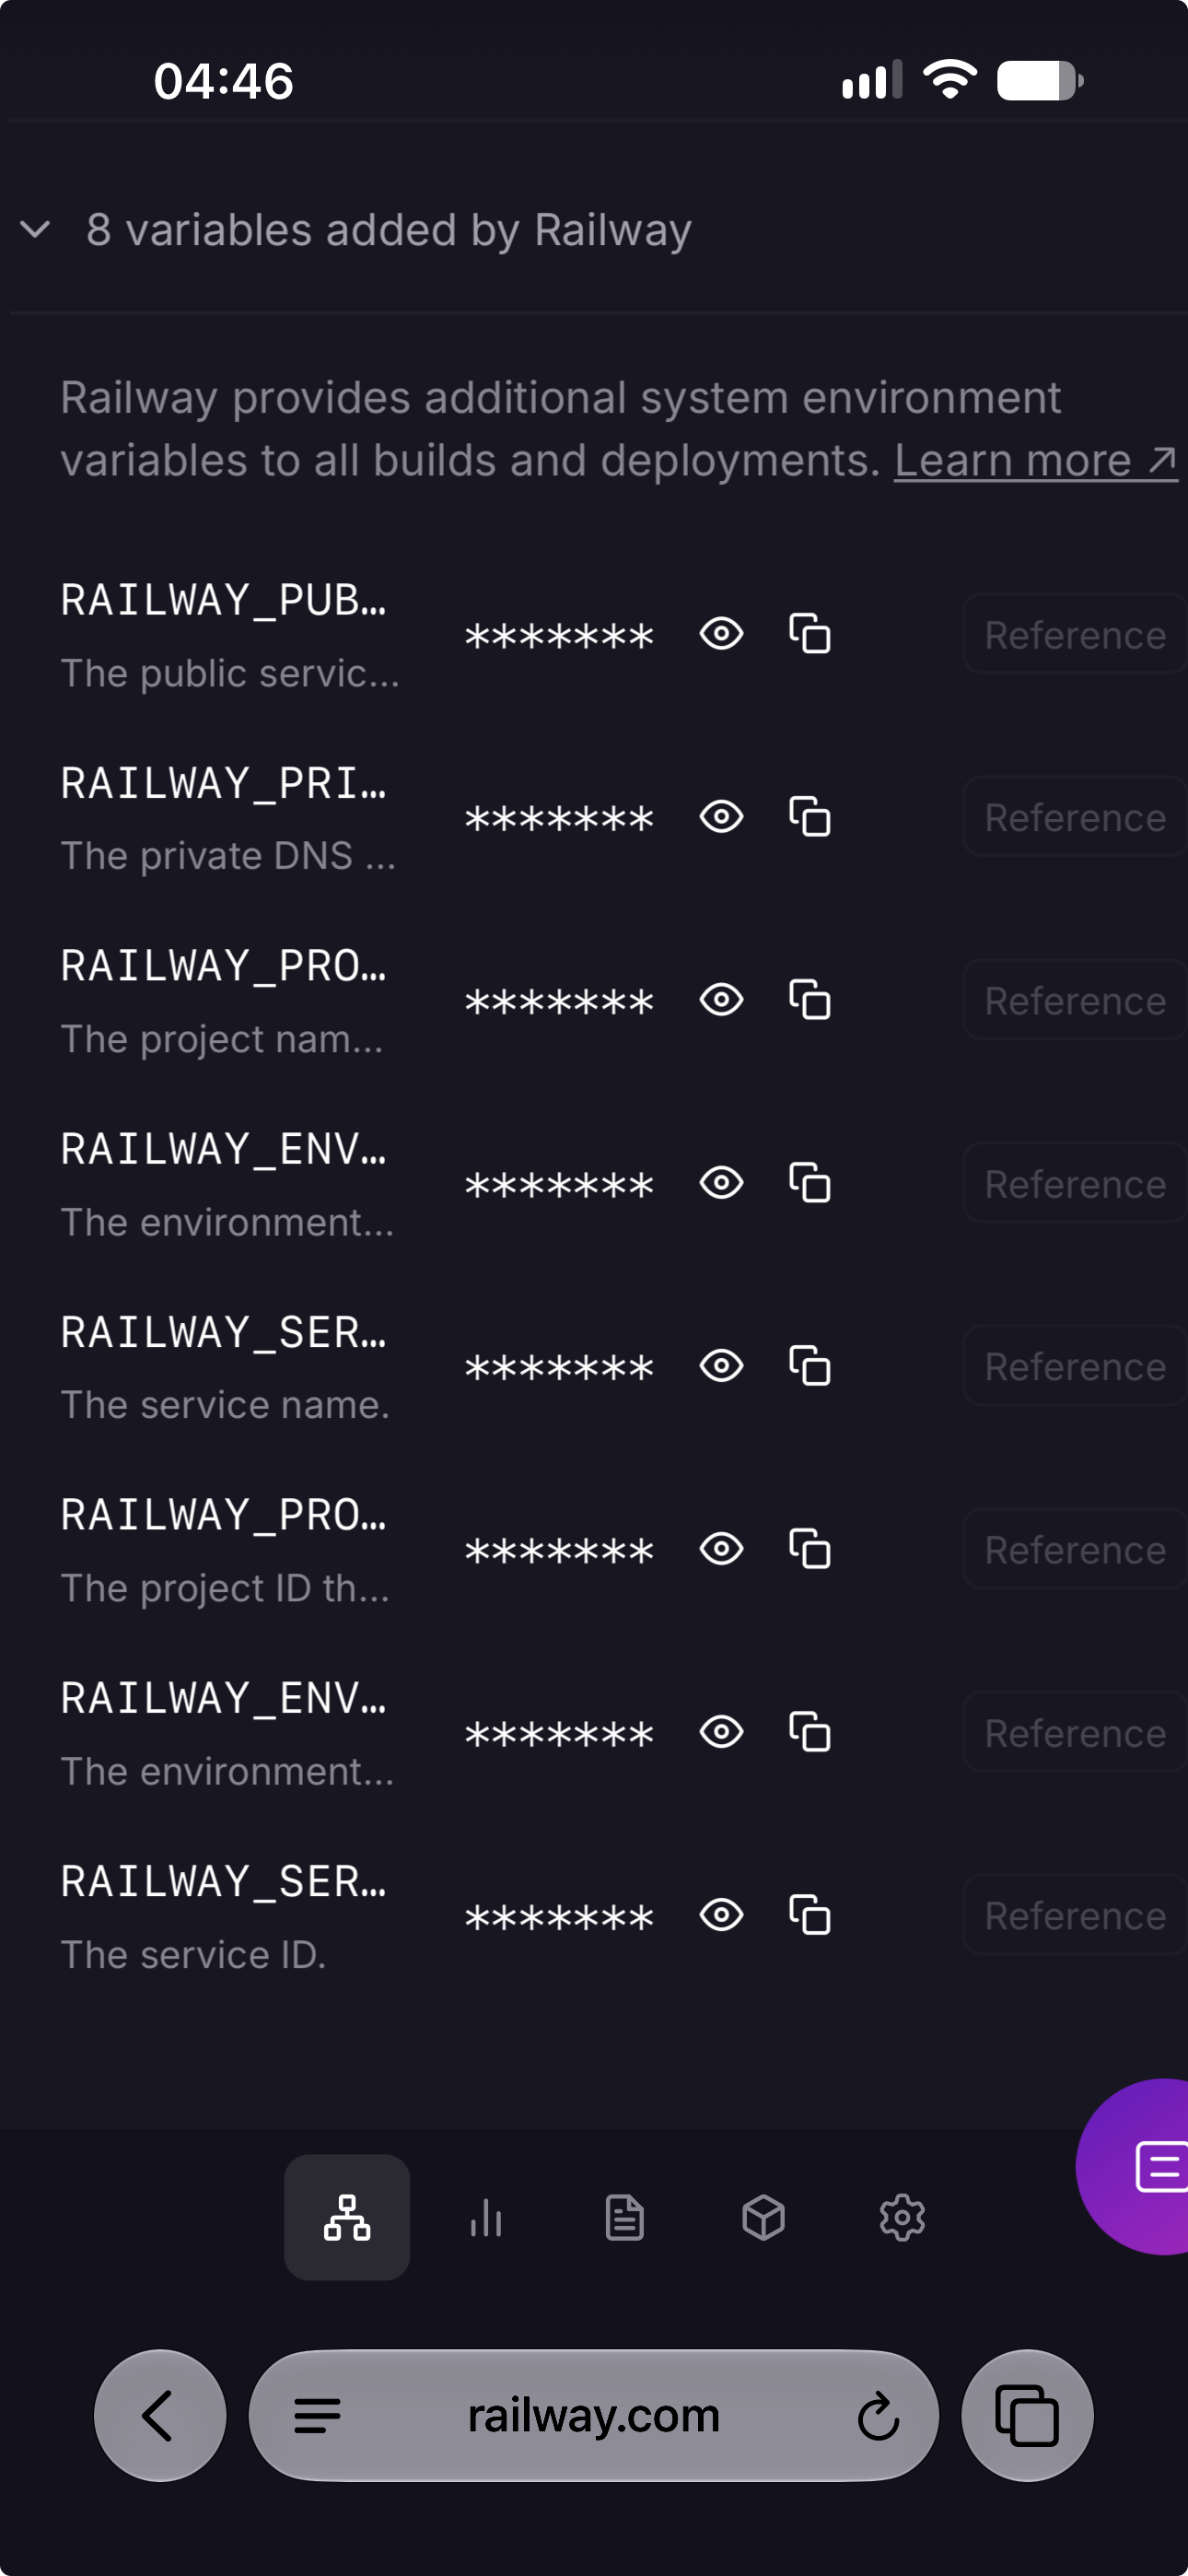 04:46
8 variables added by Railway
Railway provides additional system environment
variables to all builds and deployments. Learn more ↗
RAILWAY_PUB…
The public servic…
******* Reference
RAILWAY_PRI…
The private DNS …
******* Reference
RAILWAY_PRO…
The project nam…
******* Reference
RAILWAY_ENV…
The environment…
******* Reference
RAILWAY_SER…
The service name.
******* Reference
RAILWAY_PRO…
The project ID th…
******* Reference
RAILWAY_ENV…
The environment…
******* Reference
RAILWAY_SER…
The service ID.
******* Reference
railway.com